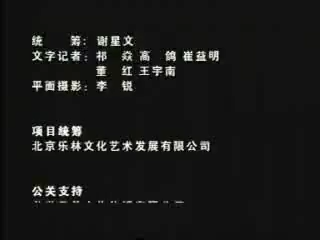 统　　筹：谢星文
文字记者：祁　焱 高　鸽 崔益明
董　红 王宇南
平面摄影：李　锐
项目统筹
北京乐林文化艺术发展有限公司
公关支持